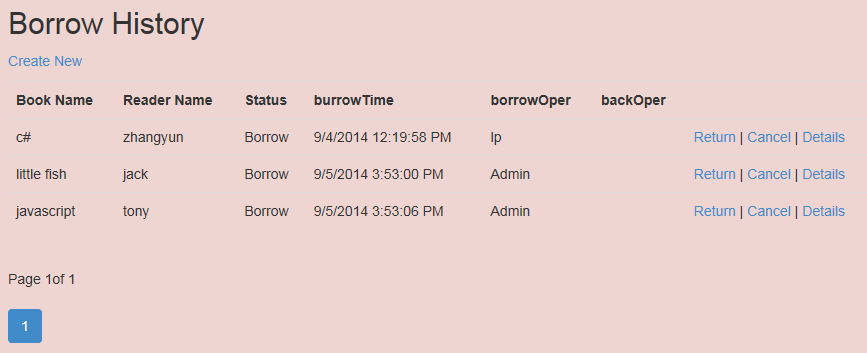 Borrow History
Create New
Book Name Reader Name Status burrowTime borrowOper backOper
c# zhangyun Borrow 9/4/2014 12:19:58 PM lp Return | Cancel | Details
little fish jack Borrow 9/5/2014 3:53:00 PM Admin Return | Cancel | Details
javascript tony Borrow 9/5/2014 3:53:06 PM Admin Return | Cancel | Details
Page 1of 1
1